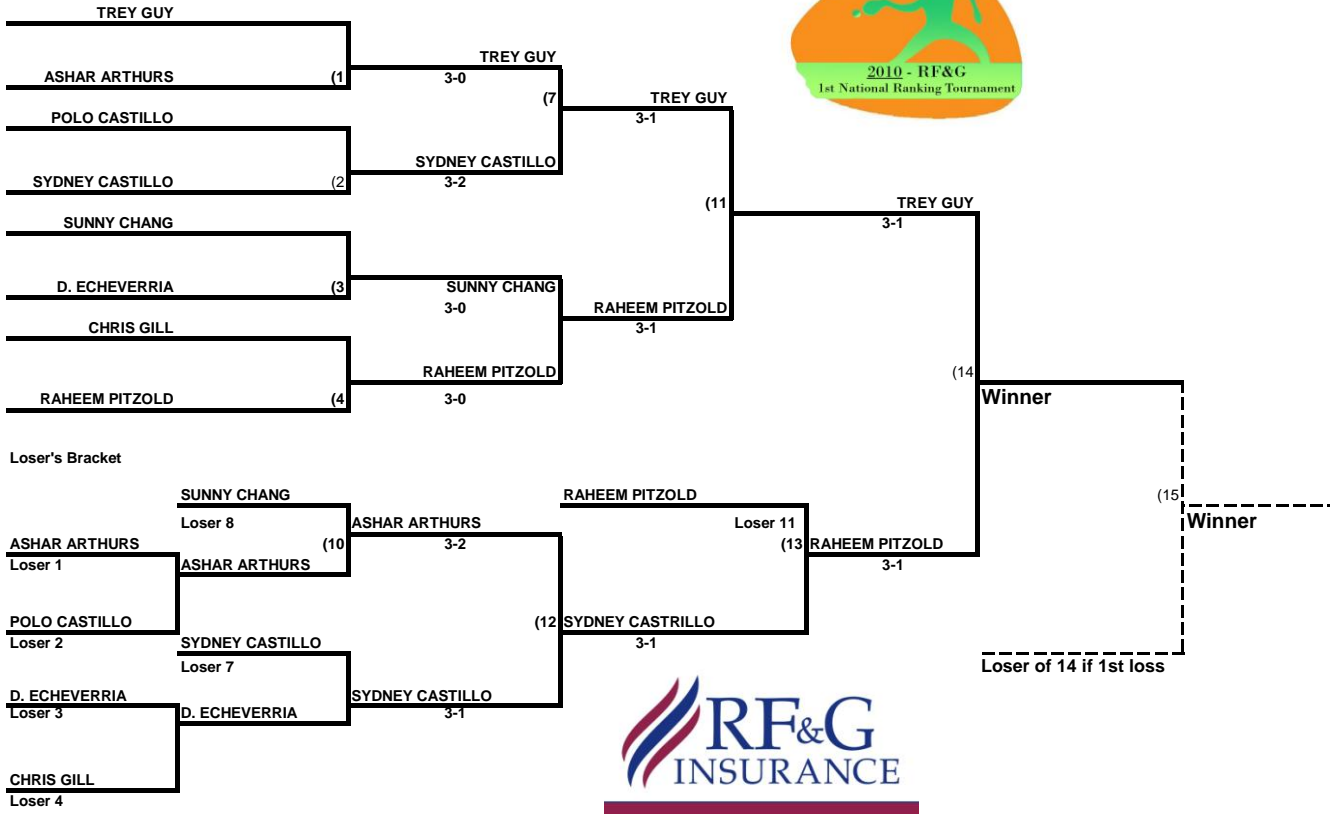 TREY GUY
ASHAR ARTHURS (1
TREY GUY
3-0
2010 - RF&G
1st National Ranking Tournament
(7
TREY GUY
3-1
POLO CASTILLO
SYDNEY CASTILLO
3-2
SYDNEY CASTILLO (2
(11
TREY GUY
3-1
SUNNY CHANG
D. ECHEVERRIA (3
SUNNY CHANG
3-0
RAHEEM PITZOLD
3-1
CHRIS GILL
RAHEEM PITZOLD
3-0
RAHEEM PITZOLD (4
(14
Winner
Loser's Bracket
SUNNY CHANG
Loser 8
RAHEEM PITZOLD
Loser 11
(15
Winner
ASHAR ARTHURS
3-2
ASHAR ARTHURS
Loser 1
(10
ASHAR ARTHURS
(13 RAHEEM PITZOLD
3-1
POLO CASTILLO
Loser 2
(12 SYDNEY CASTRILLO
3-1
SYDNEY CASTILLO
Loser 7
Loser of 14 if 1st loss
D. ECHEVERRIA
Loser 3
D. ECHEVERRIA
SYDNEY CASTILLO
3-1
CHRIS GILL
Loser 4
RF&G
INSURANCE